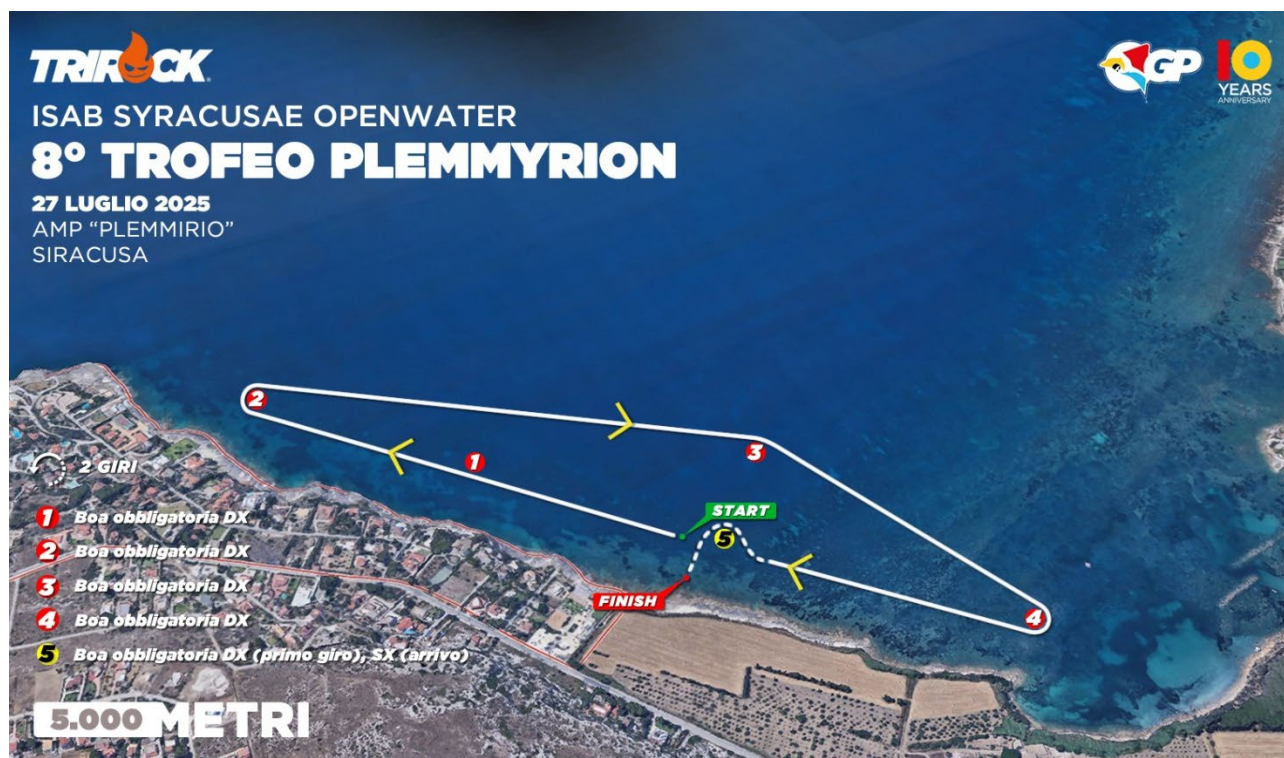 TRIROCK
ISAB SYRACUSAE OPENWATER
8° TROFEO PLEMMYRION
27 LUGLIO 2025
AMP “PLEMMIRIO”
SIRACUSA
GP
10
YEARS
ANNIVERSARY
2
3
1
START
5
FINISH
4
2 GIRI
1 Boa obbligatoria DX
2 Boa obbligatoria DX
3 Boa obbligatoria DX
4 Boa obbligatoria DX
5 Boa obbligatoria DX (primo giro), SX (arrivo)
5.000 METRI